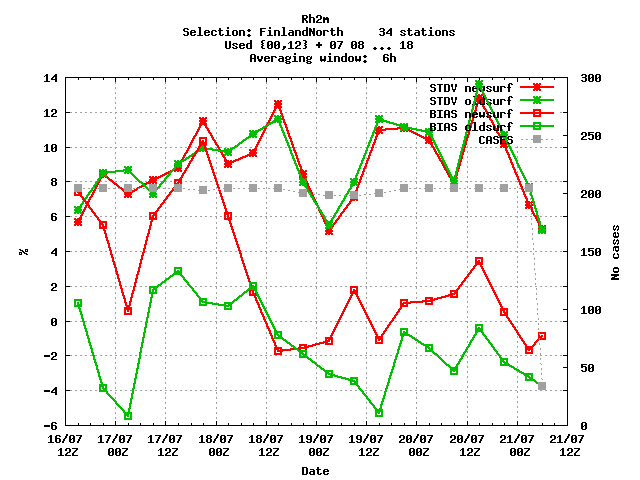 Rh2m
Selection: FinlandNorth 34 stations
Used {00,12} + 07 08 ... 18
Averaging window: 6h
STDV newsurf
STDV oldsurf
BIAS newsurf
BIAS oldsurf
CASES
14
12
10
8
6
4
2
0
-2
-4
-6
%
300
250
200
150
100
50
0
No cases
16/07 17/07 17/07 18/07 18/07 19/07 19/07 20/07 20/07 21/07 21/07
12Z 00Z 12Z 00Z 12Z 00Z 12Z 00Z 12Z 00Z 12Z
Date